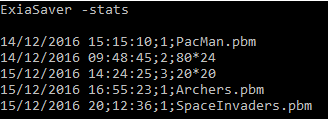 ExiaSaver -stats
14/12/2016 15:15:10;1;PacMan.pbm
14/12/2016 09:48:45;2;80*24
15/12/2016 14:24:25;3;20*20
15/12/2016 16:55:23;1;Archers.pbm
15/12/2016 20;12:36;1;SpaceInvaders.pbm